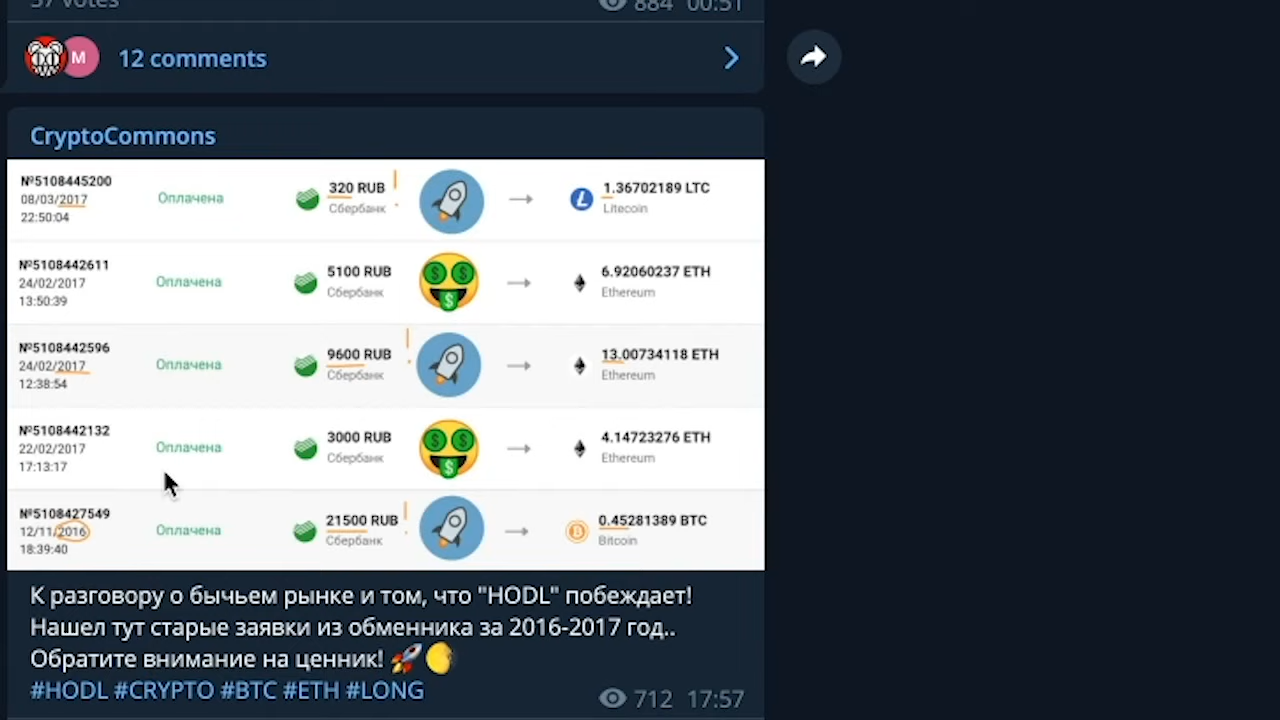 57 votes
884 00:51
M
12 comments
CryptoCommons
№5108445200
08/03/2017
22:50:04
Оплачена
320 RUB
Сбербанк
1.36702189 LTC
Litecoin
№5108442611
24/02/2017
13:50:39
Оплачена
5100 RUB
Сбербанк
6.92060237 ETH
Ethereum
№5108442596
24/02/2017
12:38:54
Оплачена
9600 RUB
Сбербанк
13.00734118 ETH
Ethereum
№5108442132
22/02/2017
17:13:17
Оплачена
3000 RUB
Сбербанк
4.14723276 ETH
Ethereum
№5108427549
12/11/2016
18:39:40
Оплачена
21500 RUB
Сбербанк
0.45281389 BTC
Bitcoin
К разговору о бычьем рынке и том, что "HODL" побеждает!
Нашел тут старые заявки из обменника за 2016-2017 год..
Обратите внимание на ценник! 🚀🌖
#HODL #CRYPTO #BTC #ETH #LONG
712 17:57